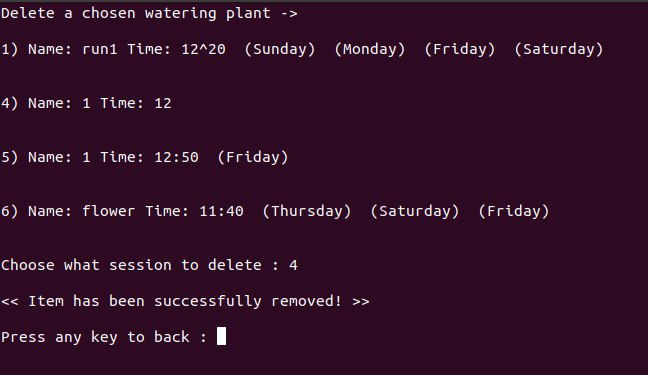 Delete a chosen watering plant ->
1) Name: run1 Time: 12^20  (Sunday)  (Monday)  (Friday)  (Saturday)
4) Name: 1 Time: 12
5) Name: 1 Time: 12:50  (Friday)
6) Name: flower Time: 11:40  (Thursday)  (Saturday)  (Friday)
Choose what session to delete : 4
<< Item has been successfully removed! >>
Press any key to back :